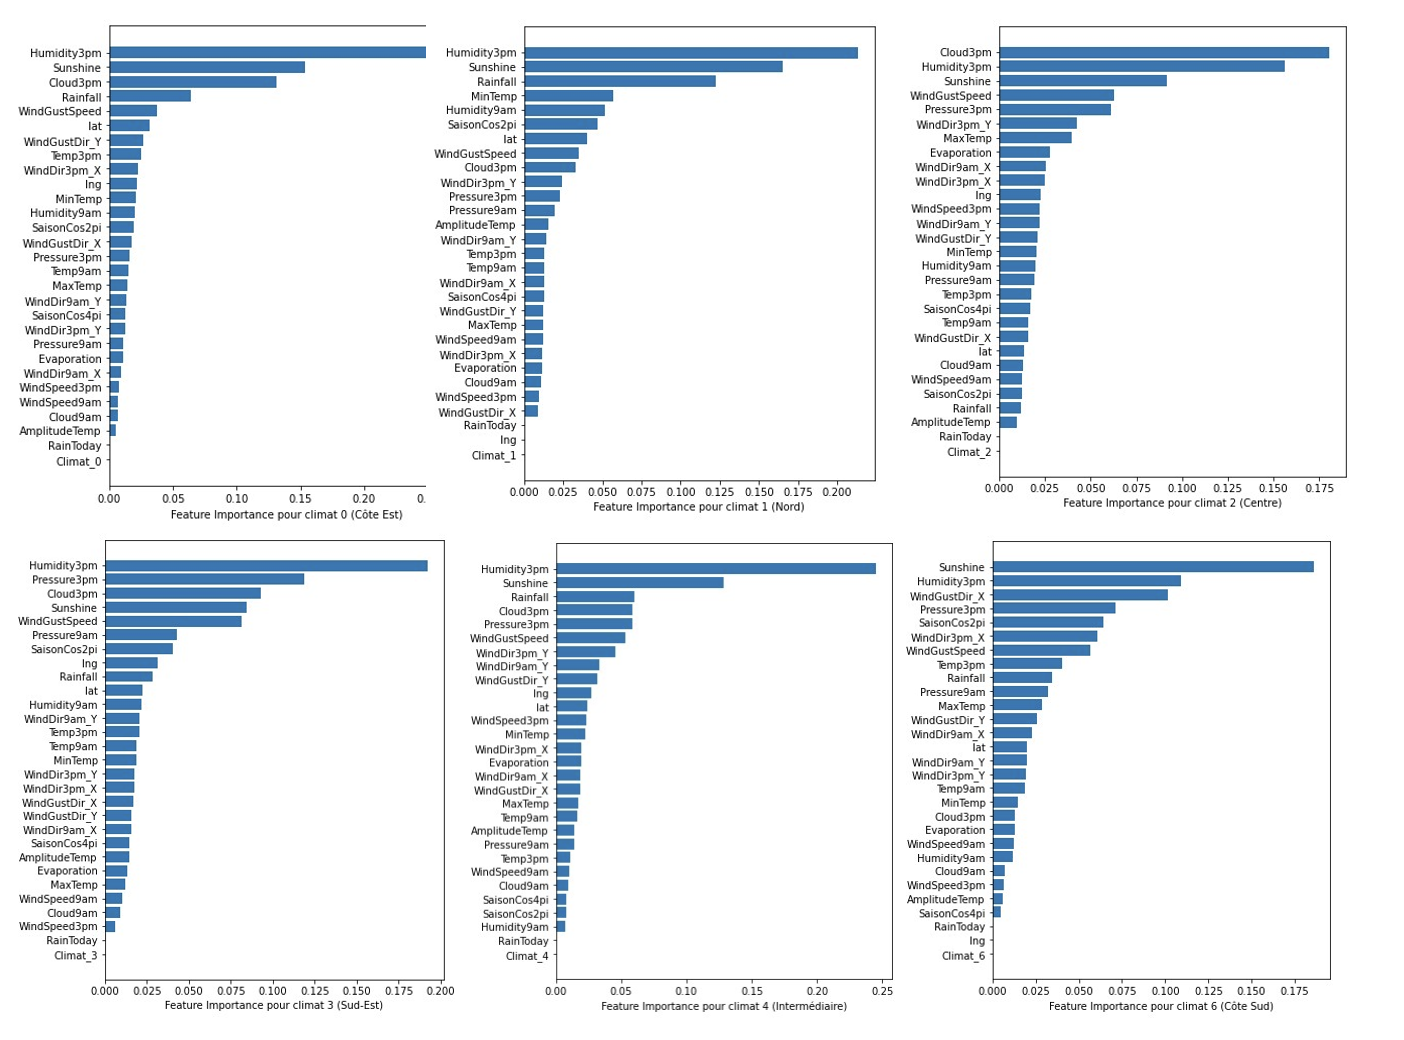 Humidity3pm
Sunshine
Cloud3pm
Rainfall
WindGustSpeed
lat
WindGustDir_Y
Temp3pm
WindDir3pm_X
lng
MinTemp
Humidity9am
SaisonCos2pi
WindGustDir_X
Pressure3pm
Temp9am
MaxTemp
WindDir9am_Y
SaisonCos4pi
WindDir3pm_Y
Pressure9am
Evaporation
WindDir9am_X
WindSpeed3pm
WindSpeed9am
Cloud9am
AmplitudeTemp
RainToday
Climat_0
0.00 0.05 0.10 0.15 0.20 0.
Feature Importance pour climat 0 (Côte Est)
Humidity3pm
Sunshine
Rainfall
MinTemp
Humidity9am
SaisonCos2pi
lat
WindGustSpeed
Cloud3pm
WindDir3pm_Y
Pressure3pm
Pressure9am
AmplitudeTemp
WindDir9am_Y
Temp3pm
Temp9am
WindDir9am_X
SaisonCos4pi
WindGustDir_Y
MaxTemp
WindSpeed9am
WindDir3pm_X
Evaporation
Cloud9am
WindSpeed3pm
WindGustDir_X
RainToday
lng
Climat_1
0.000 0.025 0.050 0.075 0.100 0.125 0.150 0.175 0.200
Feature Importance pour climat 1 (Nord)
Cloud3pm
Humidity3pm
Sunshine
WindGustSpeed
Pressure3pm
WindDir3pm_Y
MaxTemp
Evaporation
WindDir9am_X
WindDir3pm_X
lng
WindSpeed3pm
WindDir9am_Y
WindGustDir_Y
MinTemp
Humidity9am
Pressure9am
Temp3pm
SaisonCos4pi
Temp9am
WindGustDir_X
lat
Cloud9am
WindSpeed9am
SaisonCos2pi
Rainfall
AmplitudeTemp
RainToday
Climat_2
0.000 0.025 0.050 0.075 0.100 0.125 0.150 0.175
Feature Importance pour climat 2 (Centre)
Humidity3pm
Pressure3pm
Cloud3pm
Sunshine
WindGustSpeed
Pressure9am
SaisonCos2pi
lng
Rainfall
lat
Humidity9am
WindDir9am_Y
Temp3pm
Temp9am
MinTemp
WindDir3pm_Y
WindDir3pm_X
WindGustDir_X
WindGustDir_Y
WindDir9am_X
SaisonCos4pi
AmplitudeTemp
Evaporation
MaxTemp
WindSpeed9am
Cloud9am
WindSpeed3pm
RainToday
Climat_3
0.000 0.025 0.050 0.075 0.100 0.125 0.150 0.175 0.200
Feature Importance pour climat 3 (Sud-Est)
Humidity3pm
Sunshine
Rainfall
Cloud3pm
Pressure3pm
WindGustSpeed
WindDir3pm_Y
WindDir9am_Y
WindGustDir_Y
lng
lat
WindSpeed3pm
MinTemp
WindDir3pm_X
Evaporation
WindDir9am_X
WindGustDir_X
MaxTemp
Temp9am
AmplitudeTemp
Pressure9am
Temp3pm
WindSpeed9am
Cloud9am
SaisonCos4pi
SaisonCos2pi
Humidity9am
RainToday
Climat_4
0.00 0.05 0.10 0.15 0.20 0.25
Feature Importance pour climat 4 (Intermédiaire)
Sunshine
Humidity3pm
WindGustDir_X
Pressure3pm
SaisonCos2pi
WindDir3pm_X
WindGustSpeed
Temp3pm
Rainfall
Pressure9am
MaxTemp
WindGustDir_Y
WindDir9am_X
lat
WindDir9am_Y
WindDir3pm_Y
Temp9am
MinTemp
Cloud3pm
Evaporation
WindSpeed9am
Humidity9am
Cloud9am
WindSpeed3pm
AmplitudeTemp
SaisonCos4pi
RainToday
lng
Climat_6
0.000 0.025 0.050 0.075 0.100 0.125 0.150 0.175
Feature Importance pour climat 6 (Côte Sud)